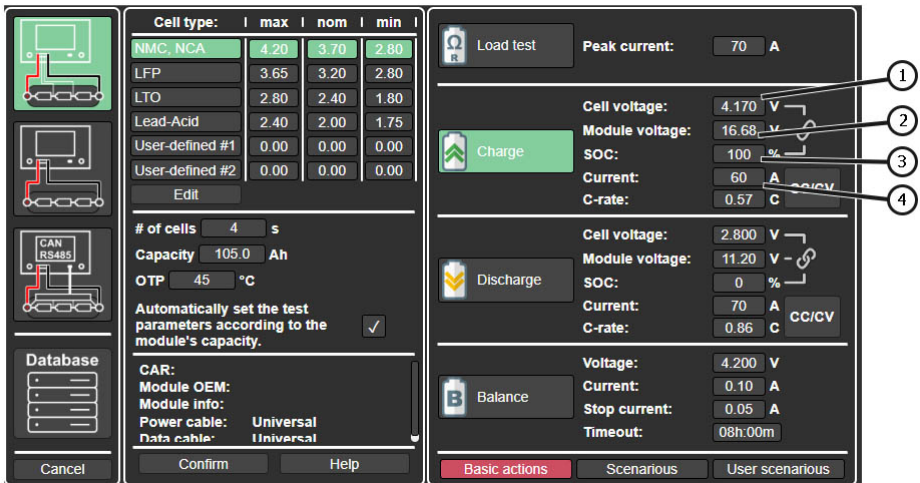 CAN
RS485
Database
Cancel
Cell type: | max | nom | min |
NMC, NCA 4.20 3.70 2.80
LFP 3.65 3.20 2.80
LTO 2.80 2.40 1.80
Lead-Acid 2.40 2.00 1.75
User-defined #1 0.00 0.00 0.00
User-defined #2 0.00 0.00 0.00
Edit
# of cells 4 s
Capacity 105.0 Ah
OTP 45 °C
Automatically set the test
parameters according to the
module's capacity.
CAR:
Module OEM:
Module info:
Power cable: Universal
Data cable: Universal
Confirm Help
Ω
R
Load test
Peak current: 70 A
Charge
Cell voltage: 4.170 V
Module voltage: 16.68 V
SOC: 100 %
Current: 60 A
C-rate: 0.57 C
CC/CV
1
2
3
4
Discharge
Cell voltage: 2.800 V
Module voltage: 11.20 V
SOC: 0 %
Current: 70 A
C-rate: 0.86 C
CC/CV
B
Balance
Voltage: 4.200 V
Current: 0.10 A
Stop current: 0.05 A
Timeout: 08h:00m
Basic actions Scenarious User scenarious